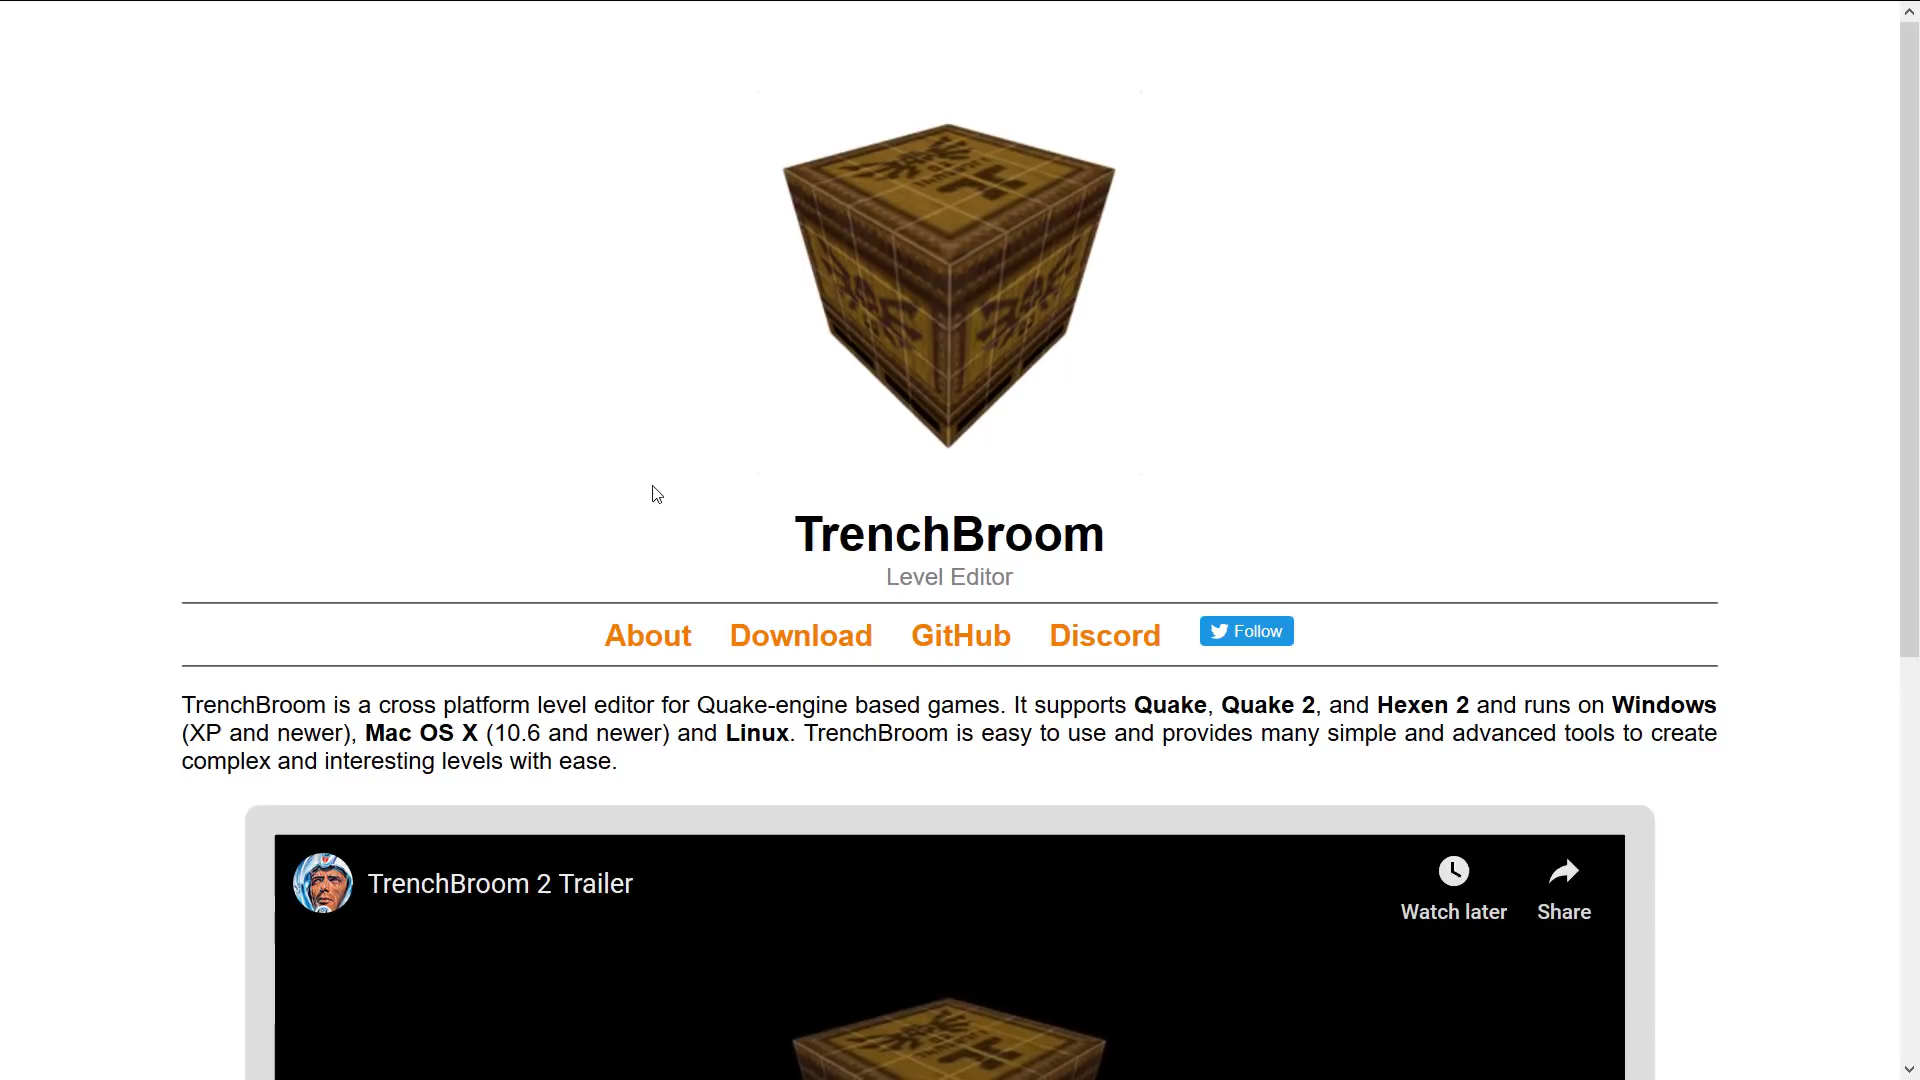 TrenchBroom
Level Editor
About Download GitHub Discord Follow
TrenchBroom is a cross platform level editor for Quake-engine based games. It supports Quake, Quake 2, and Hexen 2 and runs on Windows
(XP and newer), Mac OS X (10.6 and newer) and Linux. TrenchBroom is easy to use and provides many simple and advanced tools to create
complex and interesting levels with ease.
TrenchBroom 2 Trailer
Watch later Share